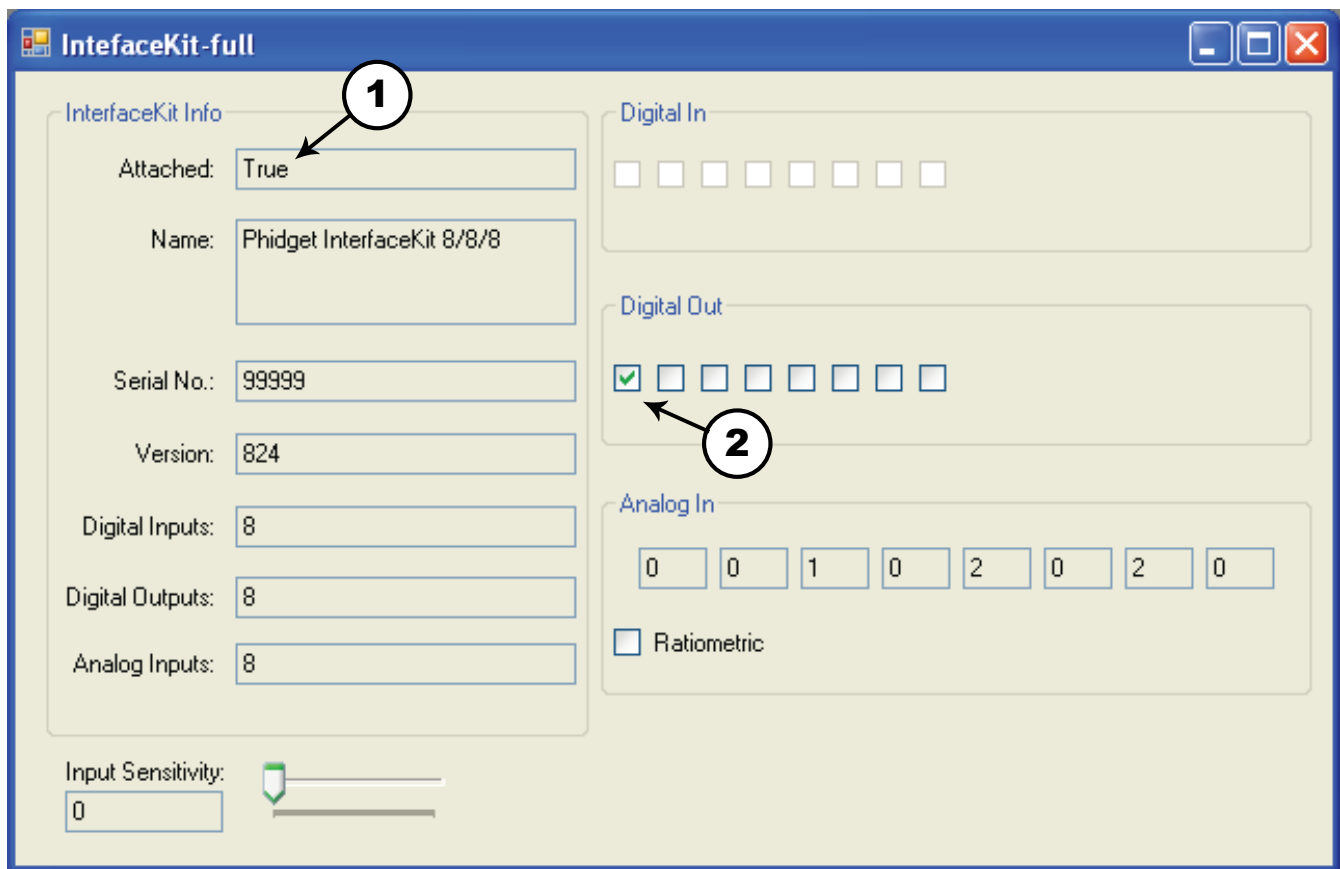 IntefaceKit-full
1
InterfaceKit Info
Attached: True
Name: Phidget InterfaceKit 8/8/8
Serial No.: 99999
Version: 824
Digital Inputs: 8
Digital Outputs: 8
Analog Inputs: 8
Input Sensitivity:
0
Digital In
Digital Out
2
Analog In
0 0 1 0 2 0 2 0
Ratiometric